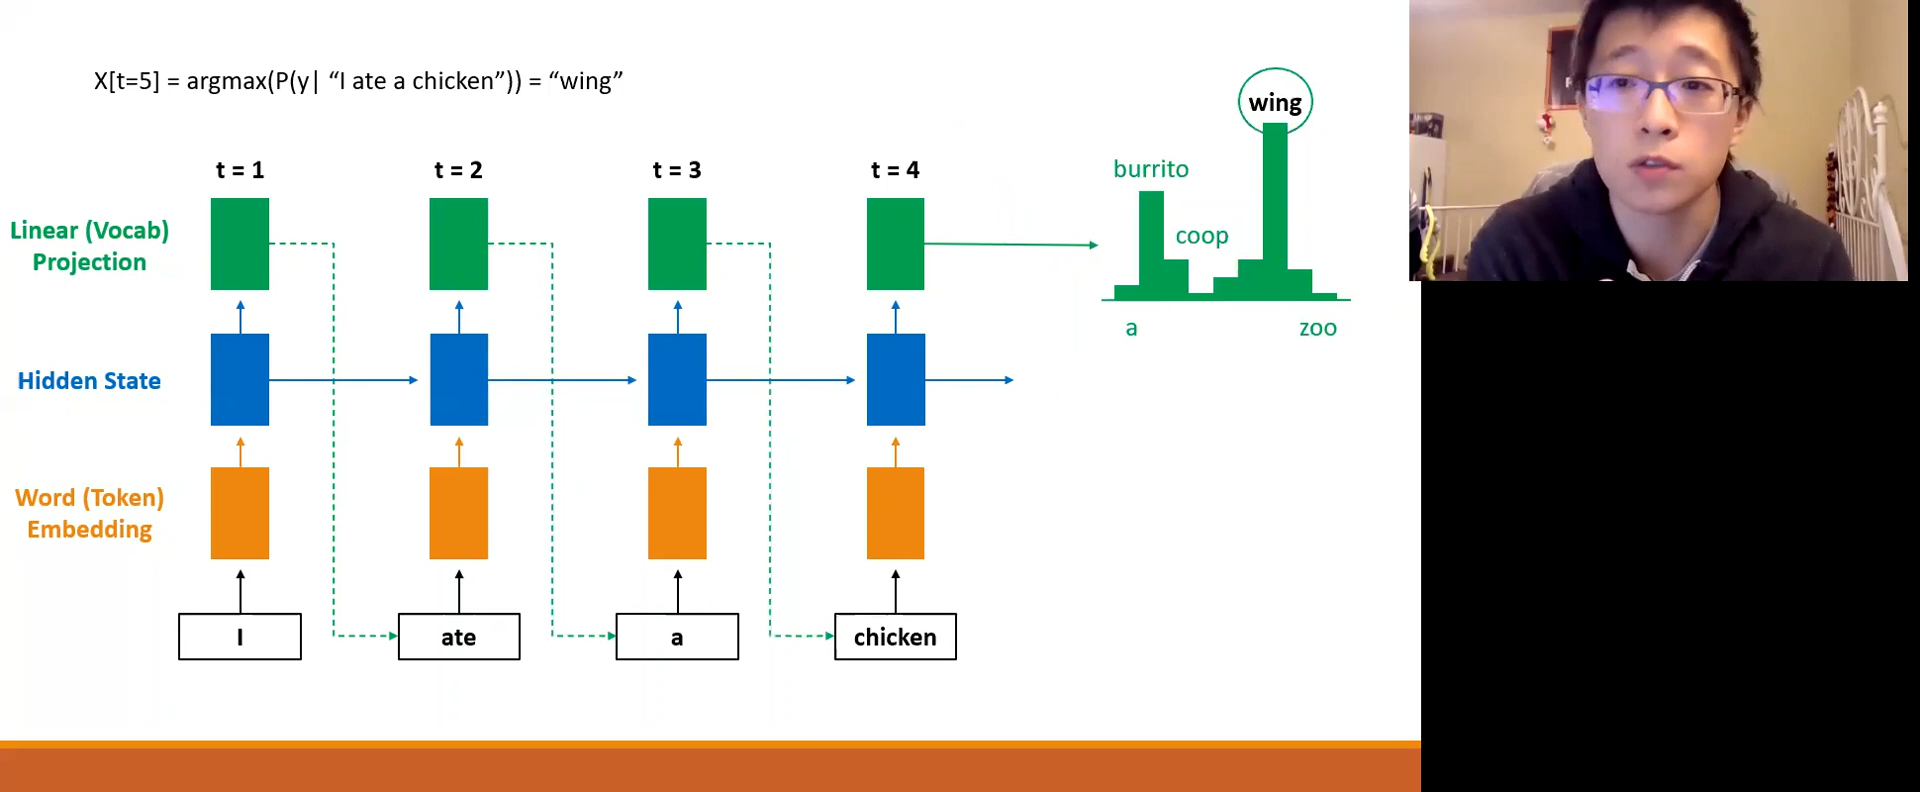 X[t=5] = argmax(P(y| “I ate a chicken”)) = “wing”
wing
burrito
coop
a
zoo
t = 1
t = 2
t = 3
t = 4
Linear (Vocab)
Projection
Hidden State
Word (Token)
Embedding
I
ate
a
chicken